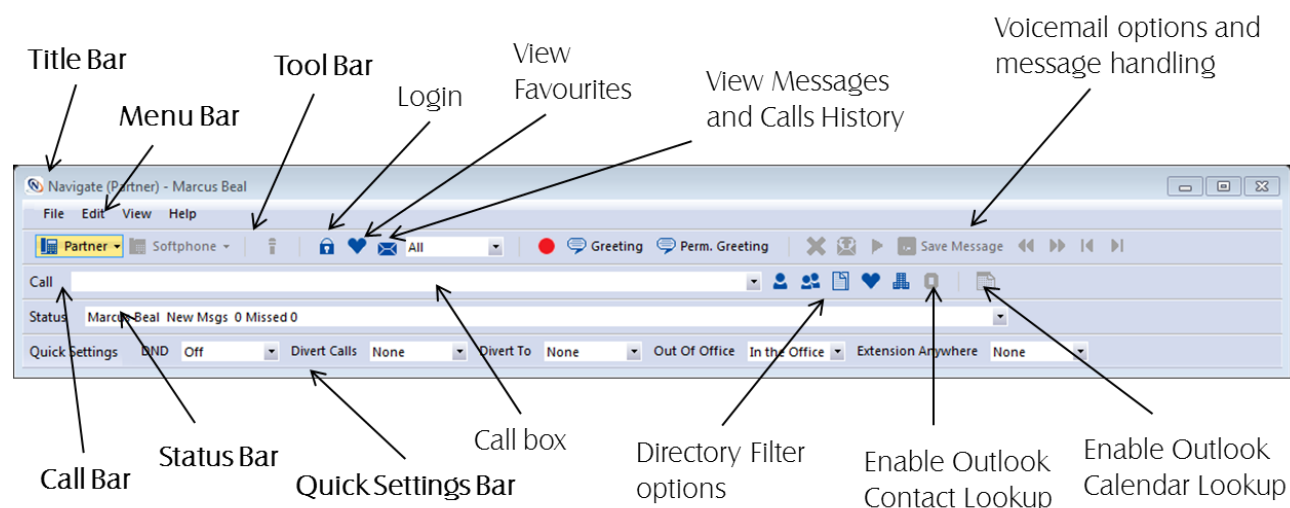 Voicemail options and
message handling
Title Bar
Tool Bar
View
Favourites
Login
View Messages
and Calls History
Menu Bar
Navigate (Partner) - Marcus Beal
File Edit View Help
Partner Softphone All Greeting Perm. Greeting Save Message
Call
Status Marcus Beal New Msgs 0 Missed 0
Quick Settings DND Off Divert Calls None Divert To None Out Of Office In the Office Extension Anywhere None
Call Bar
Status Bar
Quick Settings Bar
Call box
Directory Filter
options
Enable Outlook
Contact Lookup
Enable Outlook
Calendar Lookup